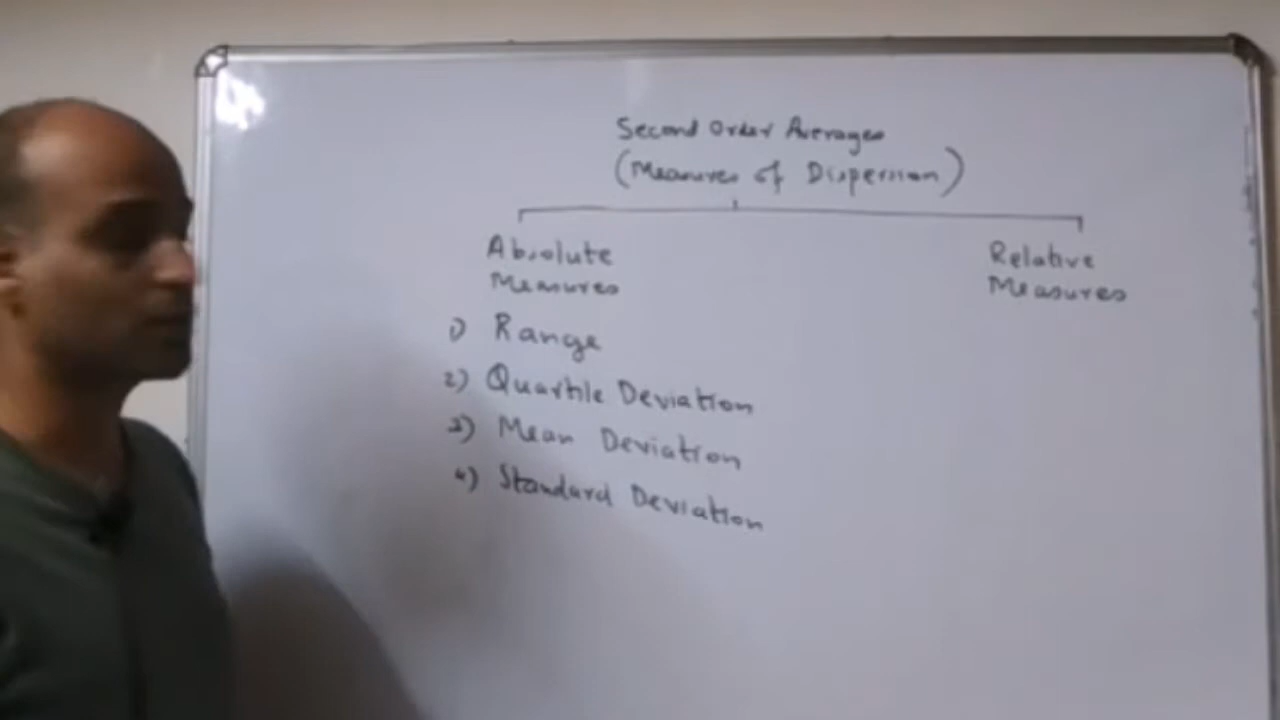 Second Order Averages
(Measures of Dispersion)
Absolute
Measures
Relative
Measures
1) Range
2) Quartile Deviation
3) Mean Deviation
4) Standard Deviation